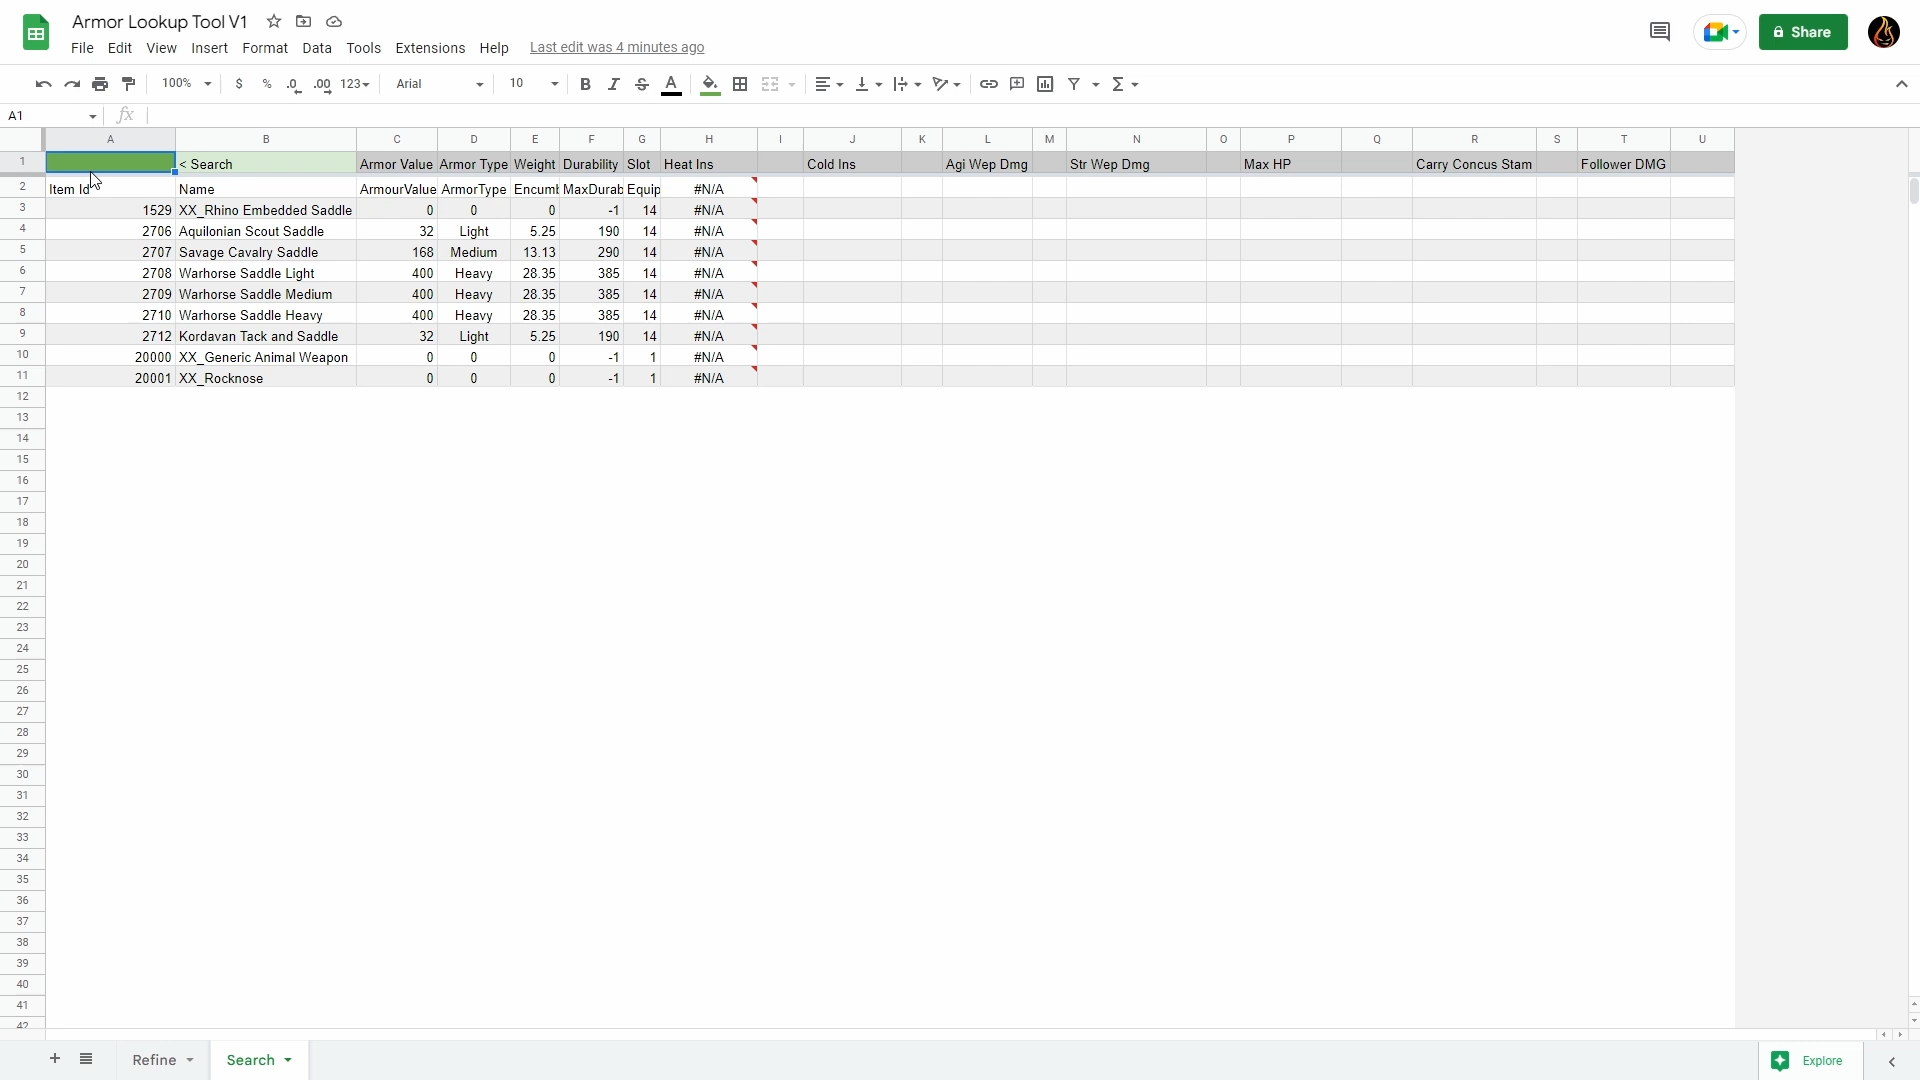 Armor Lookup Tool V1
File Edit View Insert Format Data Tools Extensions Help Last edit was 4 minutes ago
Share
100% $ % .0 .00 123 Arial 10 B I S A
A1 fx
A B C D E F G H I J K L M N O P Q R S T U
1 < Search Armor Value Armor Type Weight Durability Slot Heat Ins Cold Ins Agi Wep Dmg Str Wep Dmg Max HP Carry Concus Stam Follower DMG
2 Item Id Name ArmourValue ArmorType Encumb MaxDurab Equip #N/A
3 1529 XX_Rhino Embedded Saddle 0 0 0 -1 14 #N/A
4 2706 Aquilonian Scout Saddle 32 Light 5.25 190 14 #N/A
5 2707 Savage Cavalry Saddle 168 Medium 13.13 290 14 #N/A
6 2708 Warhorse Saddle Light 400 Heavy 28.35 385 14 #N/A
7 2709 Warhorse Saddle Medium 400 Heavy 28.35 385 14 #N/A
8 2710 Warhorse Saddle Heavy 400 Heavy 28.35 385 14 #N/A
9 2712 Kordavan Tack and Saddle 32 Light 5.25 190 14 #N/A
10 20000 XX_Generic Animal Weapon 0 0 0 -1 1 #N/A
11 20001 XX_Rocknose 0 0 0 -1 1 #N/A
12
13
14
15
16
17
18
19
20
21
22
23
24
25
26
27
28
29
30
31
32
33
34
35
36
37
38
39
40
41
42
Refine Search Explore